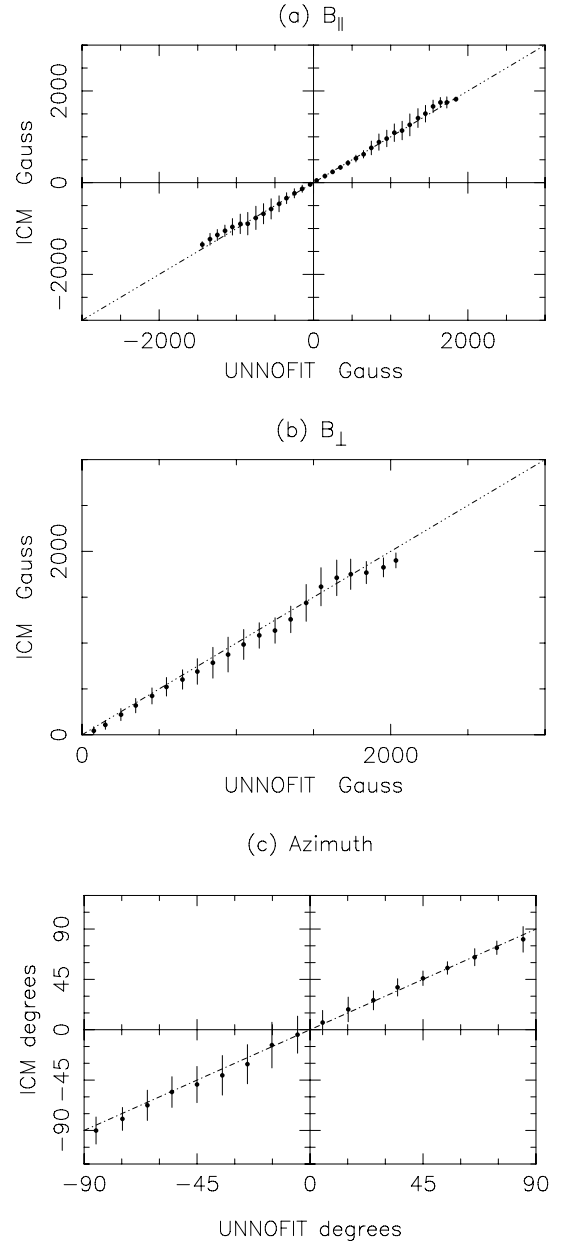 (a) B∥
2000
0
−2000
ICM Gauss
−2000 0 2000
UNNOFIT Gauss
(b) B⊥
2000
0
ICM Gauss
0 2000
UNNOFIT Gauss
(c) Azimuth
90
45
0
−45
−90
ICM degrees
−90 −45 0 45 90
UNNOFIT degrees